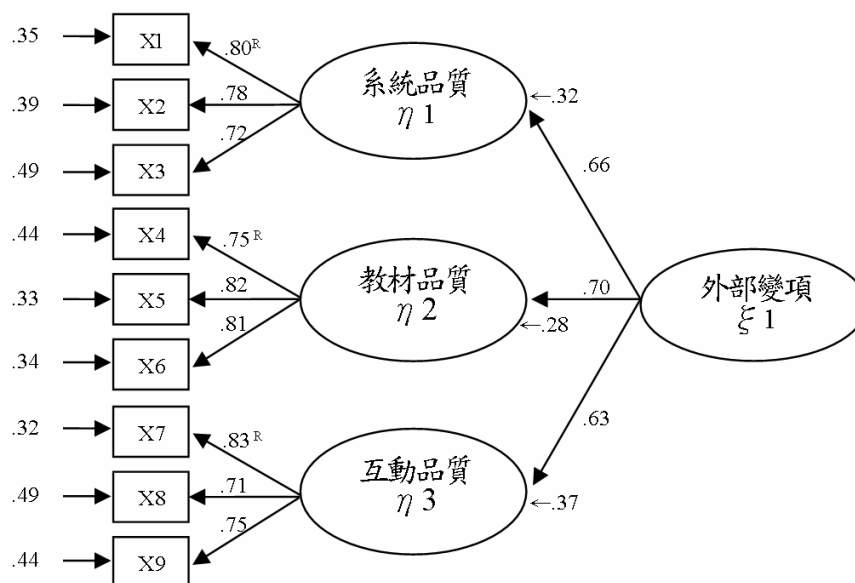 .35
X1
.80R
.39
X2
.78
.49
X3
.72
系統品質
η 1
←.32
.66
.44
X4
.75R
.33
X5
.82
.34
X6
.81
教材品質
η 2
←.28
.70
外部變項
ξ 1
.32
X7
.83R
.49
X8
.71
.44
X9
.75
互動品質
η 3
←.37
.63